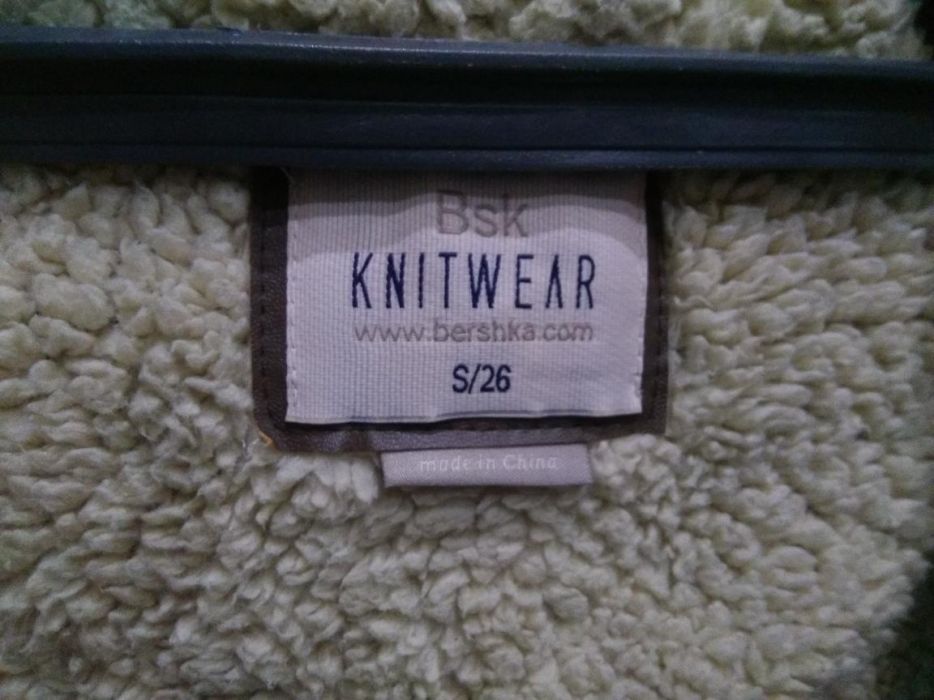 Bsk
KNITWEAR
www.bershka.com
S/26
made in China